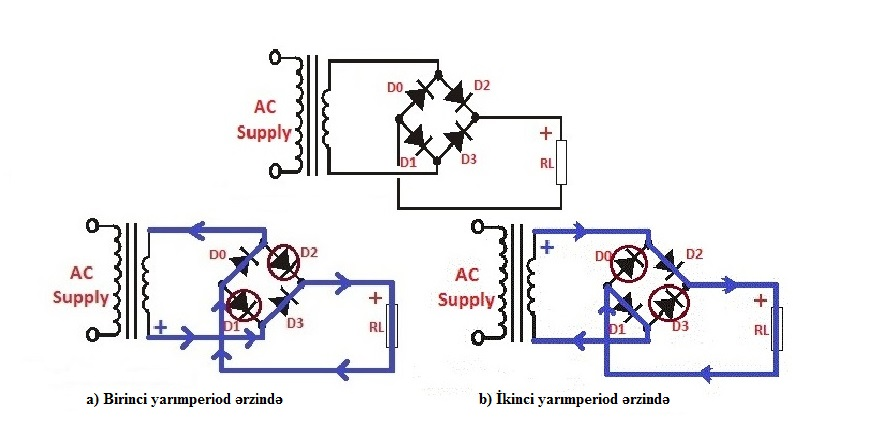 D0
D2
AC
Supply
+
D1
D3
RL
D0
D2
AC
Supply
+
+
D1
D3
RL
a) Birinci yarımperiod ərzində
+
D0
D2
AC
Supply
+
D1
D3
RL
b) İkinci yarımperiod ərzində